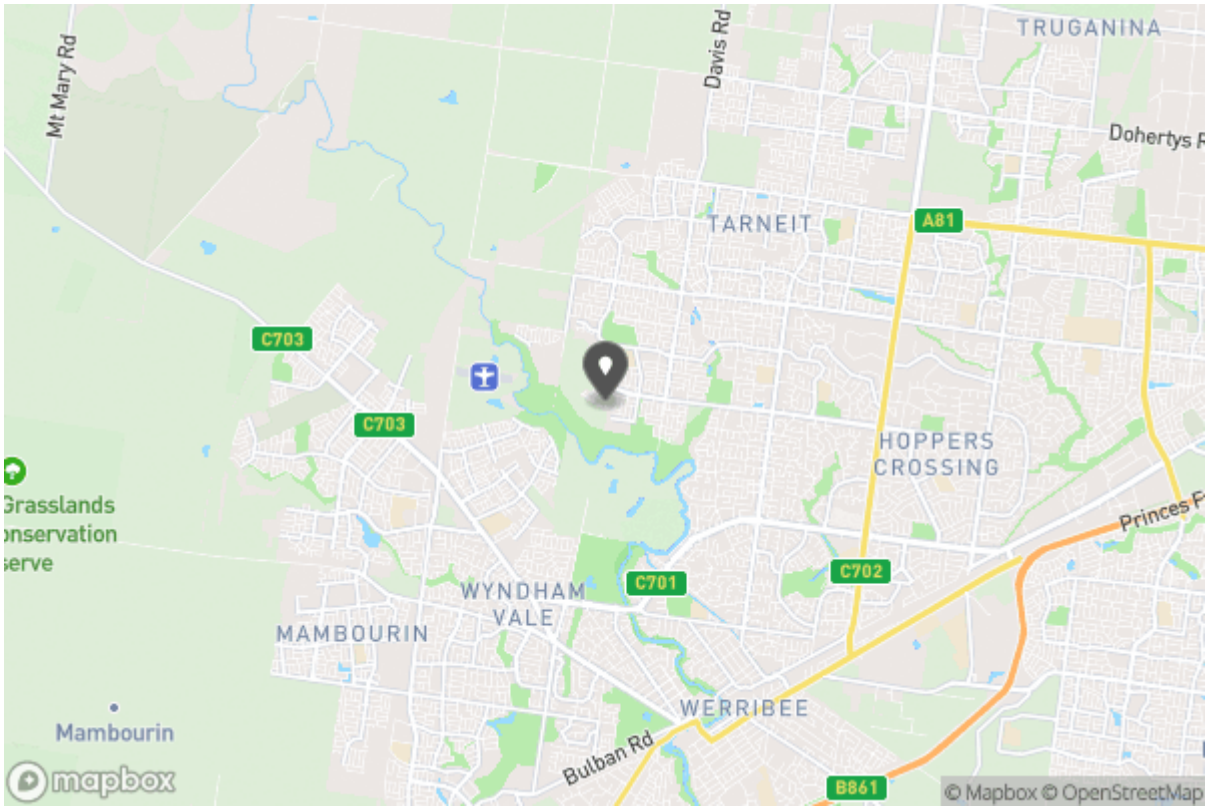 TRUGANINA
Davis Rd
Mt Mary Rd
Dohertys R
TARNEIT
A81
C703
C703
HOPPERS
CROSSING
Grasslands
onservation
serve
Princes F
C701
C702
WYNDHAM
VALE
MAMBOURIN
WERRIBEE
Mambourin
Bulban Rd
B861
mapbox
© Mapbox © OpenStreetMap